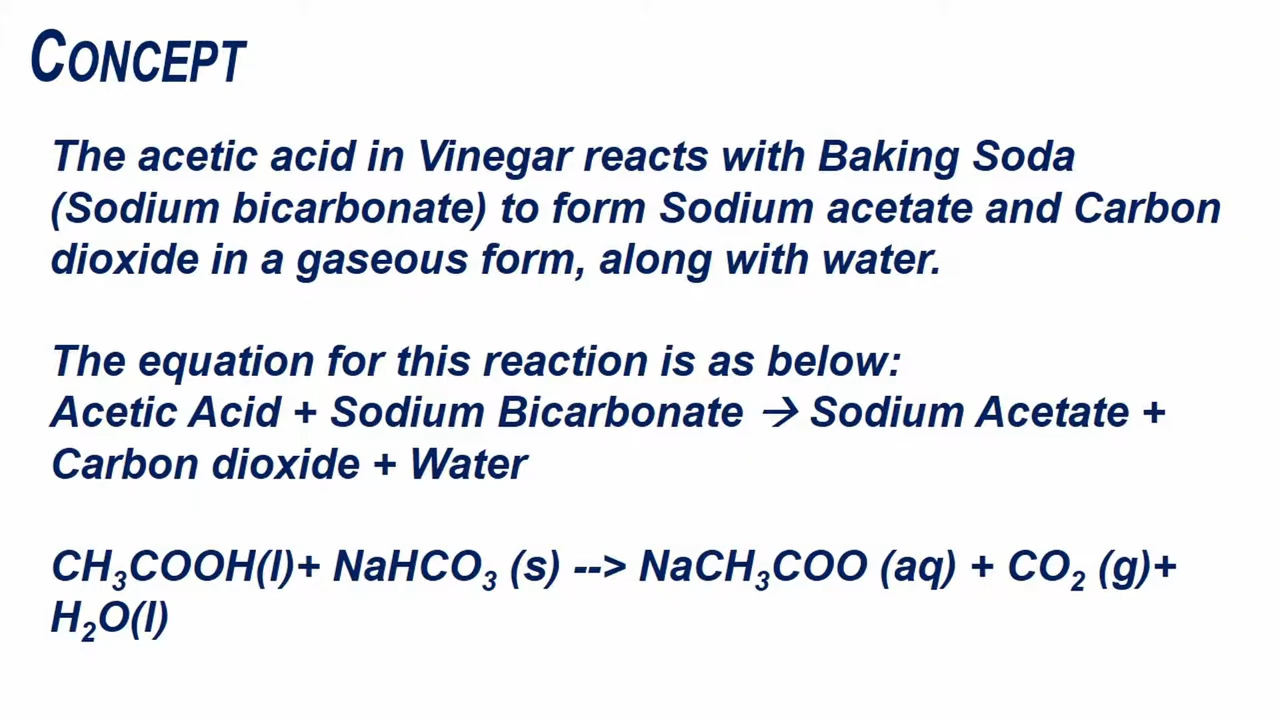 CONCEPT
The acetic acid in Vinegar reacts with Baking Soda
(Sodium bicarbonate) to form Sodium acetate and Carbon
dioxide in a gaseous form, along with water.
The equation for this reaction is as below:
Acetic Acid + Sodium Bicarbonate → Sodium Acetate +
Carbon dioxide + Water
CH₃COOH(l)+ NaHCO₃ (s) --> NaCH₃COO (aq) + CO₂ (g)+
H₂O(l)